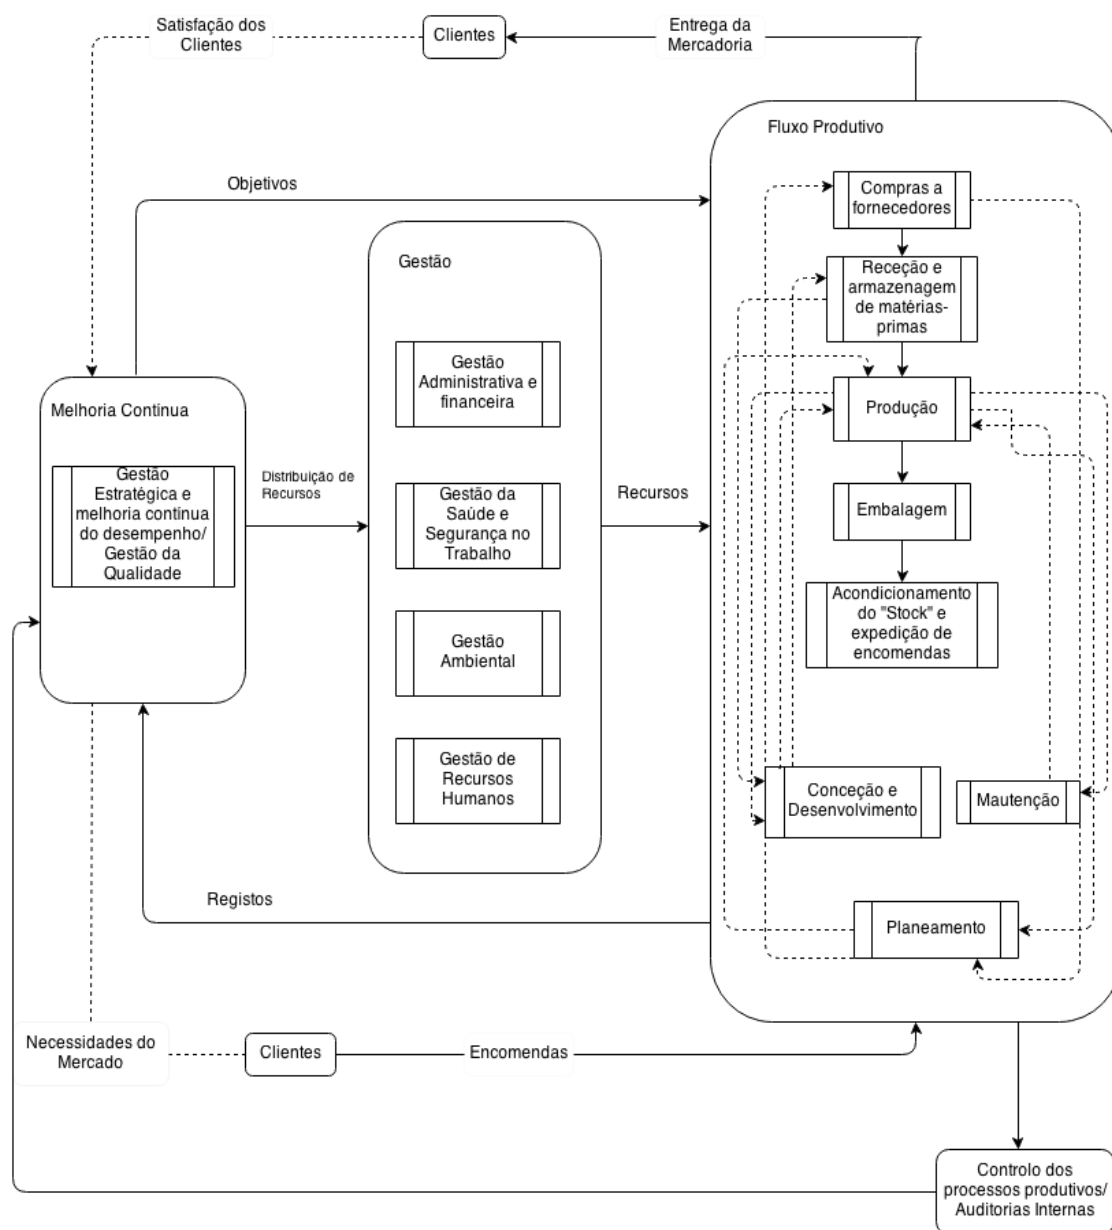 Satisfação dos
Clientes
Clientes
Entrega da
Mercadoria
Fluxo Produtivo
Compras a
fornecedores
Objetivos
Gestão
Receção e
armazenagem
de matérias-
primas
Gestão
Administrativa e
financeira
Melhoria Continua
Produção
Gestão
Estratégica e
melhoria continua
do desempenho/
Gestão da
Qualidade
Distribuição de
Recursos
Gestão da
Saúde e
Segurança no
Trabalho
Recursos
Embalagem
Acondicionamento
do "Stock" e
expedição de
encomendas
Gestão
Ambiental
Gestão de
Recursos
Humanos
Conceção e
Desenvolvimento
Mautenção
Registos
Planeamento
Necessidades do
Mercado
Clientes
Encomendas
Controlo dos
processos produtivos/
Auditorias Internas